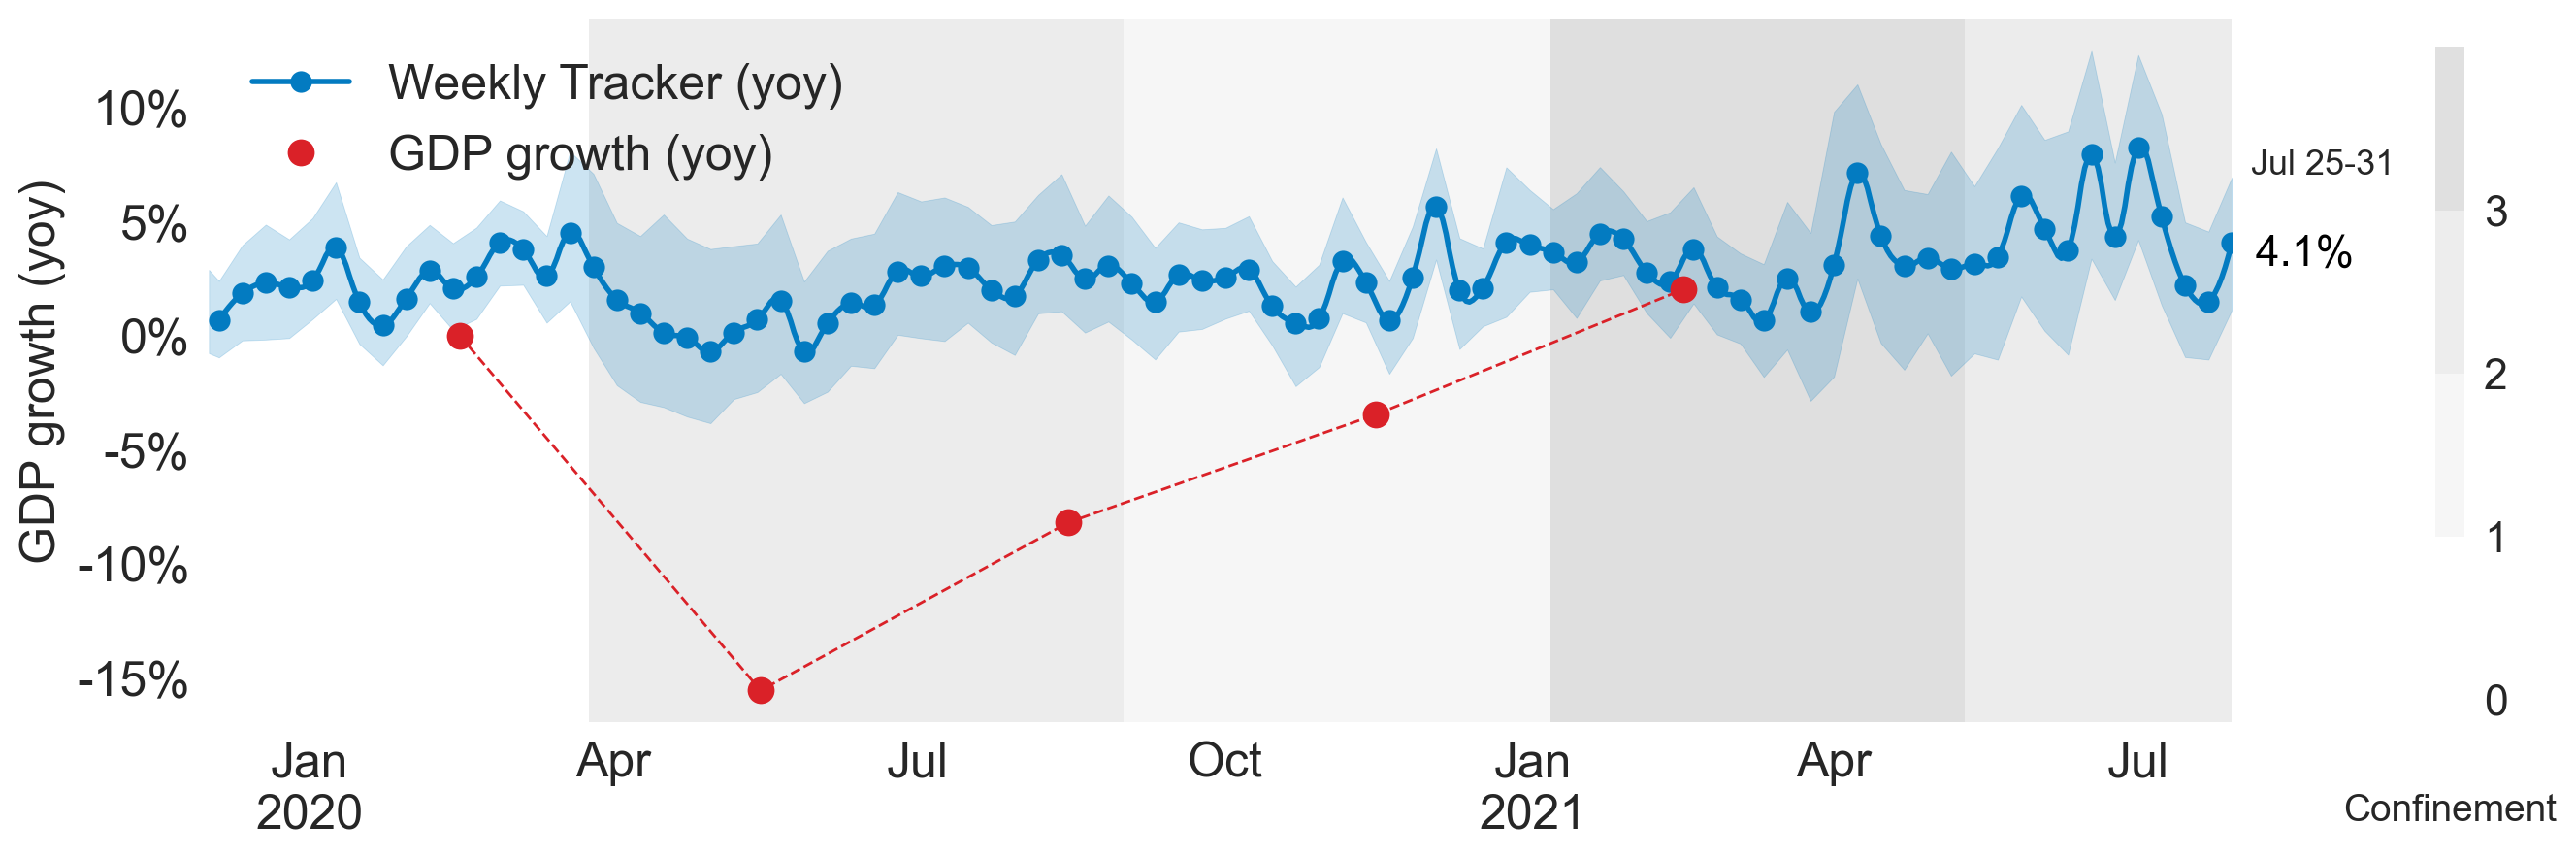 Weekly Tracker (yoy)
GDP growth (yoy)
GDP growth (yoy)
10%
5%
0%
-5%
-10%
-15%
Jan
2020
Apr
Jul
Oct
Jan
2021
Apr
Jul
Jul 25-31
4.1%
3
2
1
0
Confinement